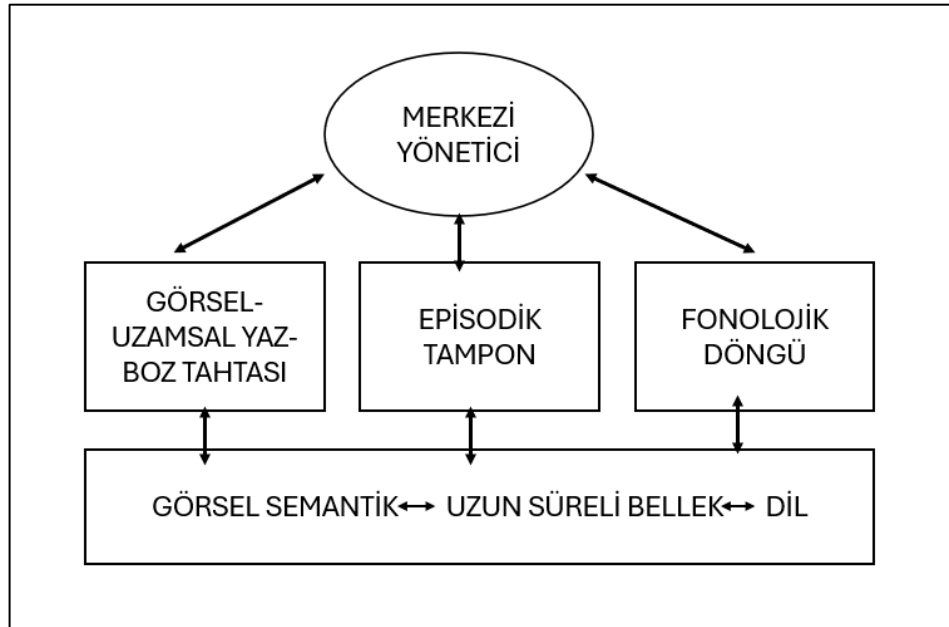 MERKEZİ
YÖNETİCİ
GÖRSEL-
UZAMSAL YAZ-
BOZ TAHTASI
EPİSODİK
TAMPON
FONOLOJİK
DÖNGÜ
GÖRSEL SEMANTİK UZUN SÜRELİ BELLEK DİL